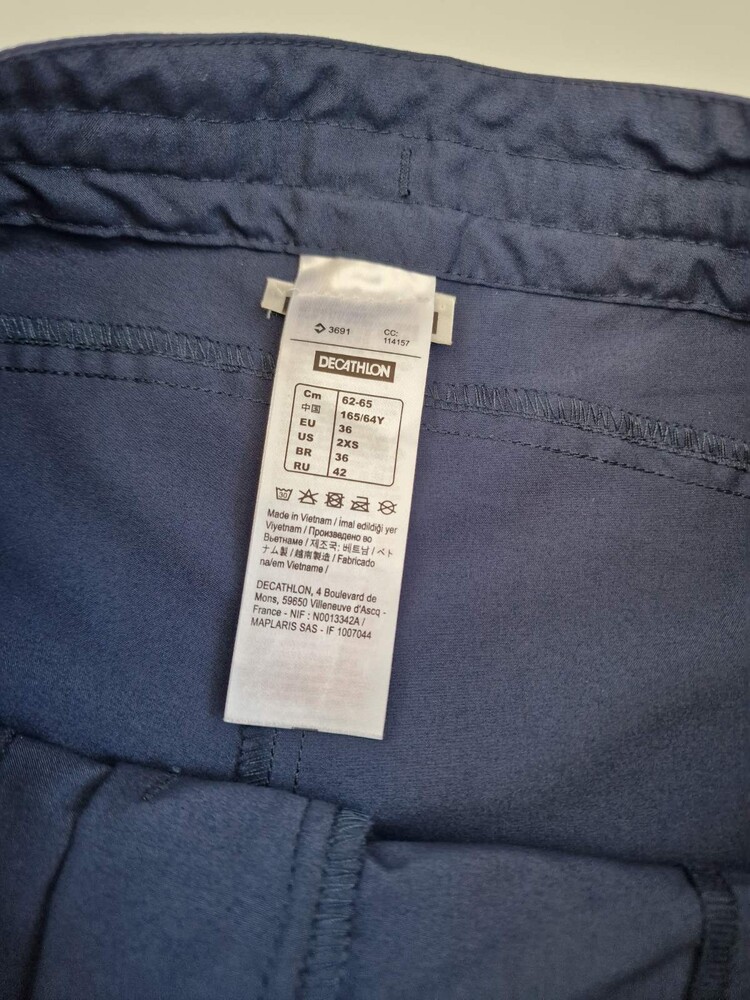 3691 CC: 114157
DECATHLON
Cm 62-65
中国 165/64Y
EU 36
US 2XS
BR 36
RU 42
30
Made in Vietnam / İmal edildiği yer
Viyetnam / Произведено во
Вьетнаме / 제조국: 베트남 / ベト
ナム製 / 越南製造 / Fabricado
na/em Vietname /
DECATHLON, 4 Boulevard de
Mons, 59650 Villeneuve d'Ascq -
France - NIF : N0013342A /
MAPLARIS SAS - IF 1007044